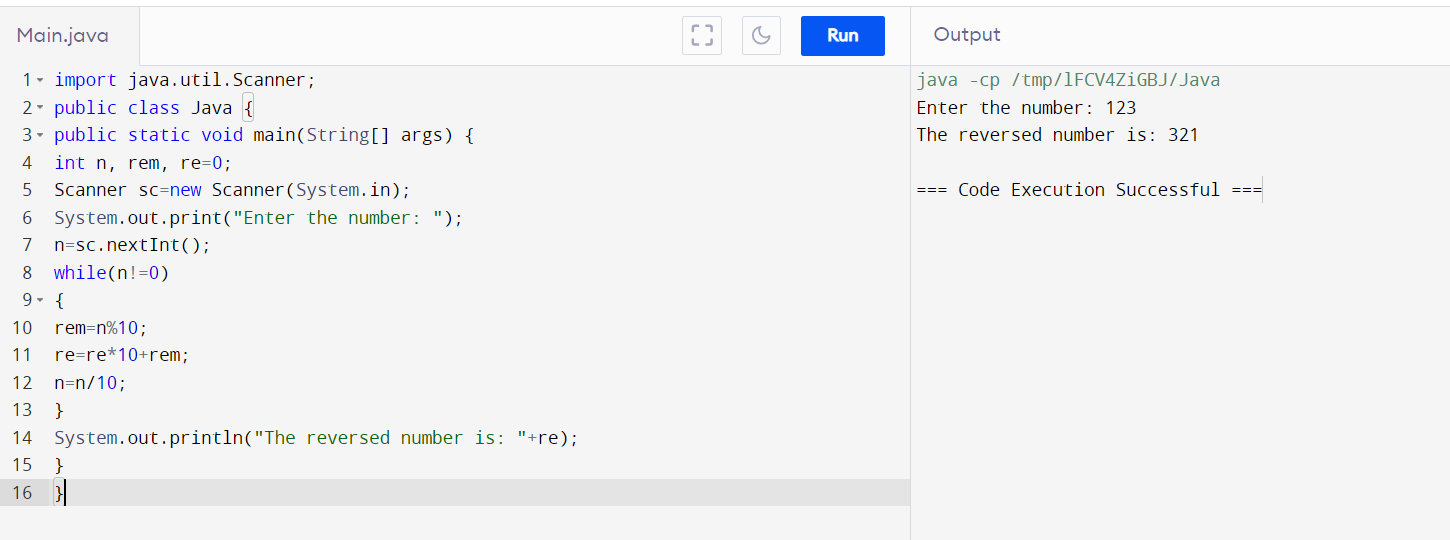 Main.java
Run
Output
1 import java.util.Scanner;
2 public class Java {
3 public static void main(String[] args) {
4 int n, rem, re=0;
5 Scanner sc=new Scanner(System.in);
6 System.out.print("Enter the number: ");
7 n=sc.nextInt();
8 while(n!=0)
9 {
10 rem=n%10;
11 re=re*10+rem;
12 n=n/10;
13 }
14 System.out.println("The reversed number is: "+re);
15 }
16 }
java -cp /tmp/lFCV4ZiGBJ/Java
Enter the number: 123
The reversed number is: 321
=== Code Execution Successful ===